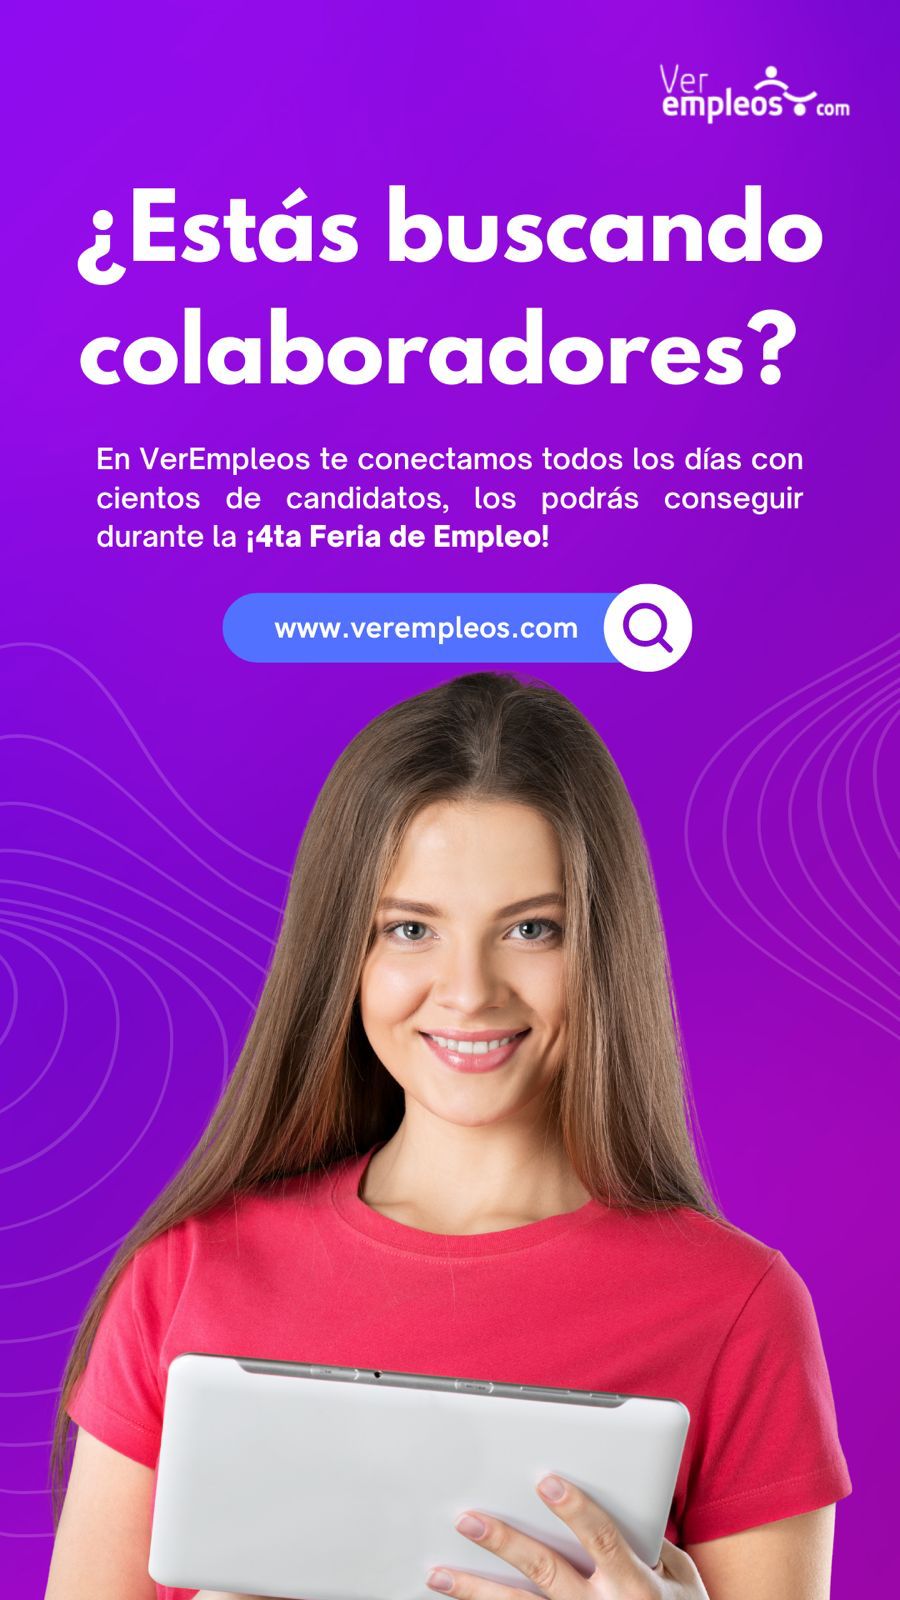 Ver
empleos.com
¿Estás buscando
colaboradores?
En VerEmpleos te conectamos todos los días con
cientos de candidatos, los podrás conseguir
durante la ¡4ta Feria de Empleo!
www.verempleos.com